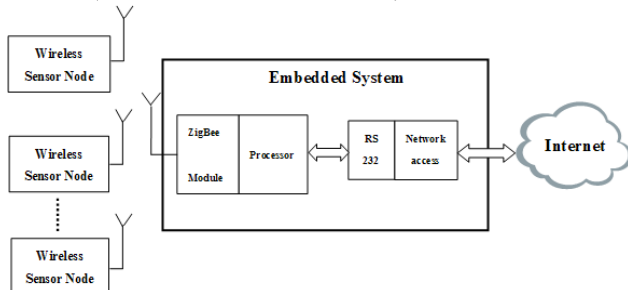 Wireless
Sensor Node
Embedded System
ZigBee
Module
Processor
RS
232
Network
access
Internet
Wireless
Sensor Node
Wireless
Sensor Node